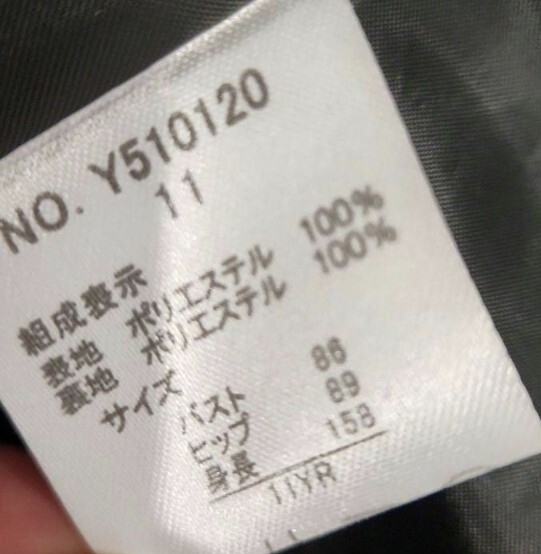 NO. Y510120
11
組成表示
表地 ポリエステル 100%
裏地 ポリエステル 100%
サイズ
バスト 86
ヒップ 89
身長 158
11YR